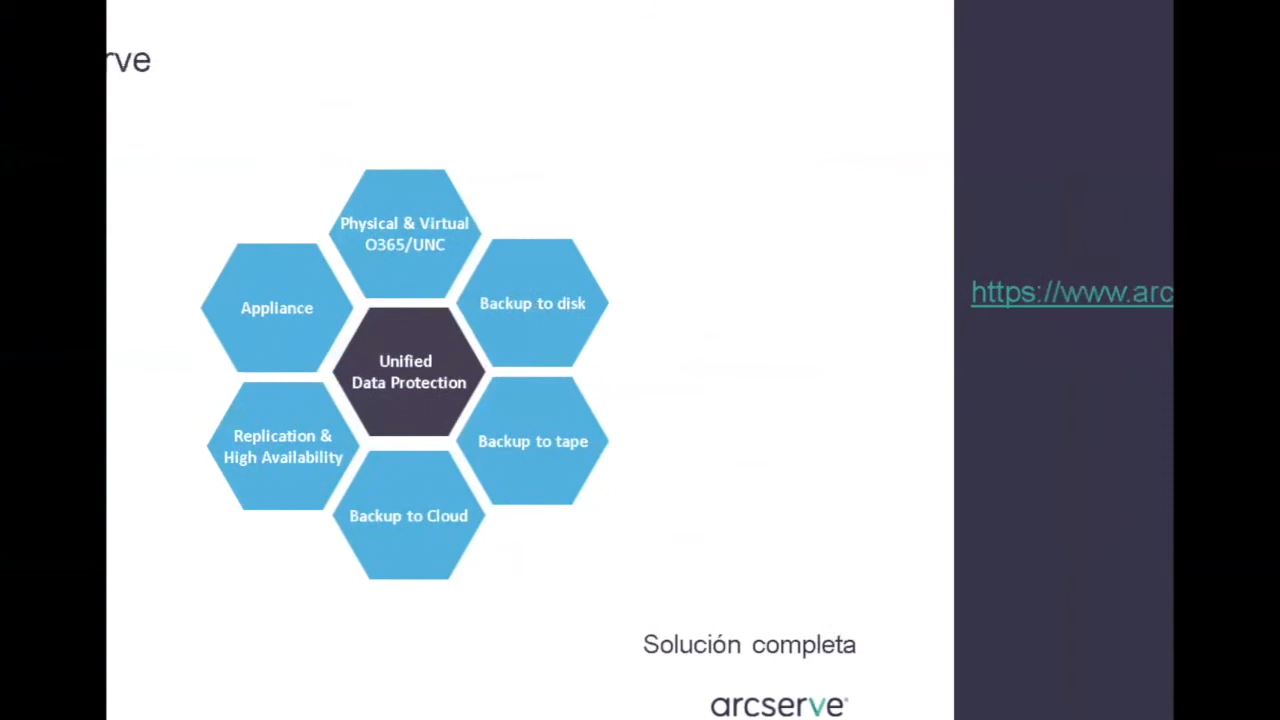 rve
Physical & Virtual
O365/UNC
Appliance
Backup to disk
Unified
Data Protection
Replication &
High Availability
Backup to tape
Backup to Cloud
https://www.arc
Solución completa
arcserve®